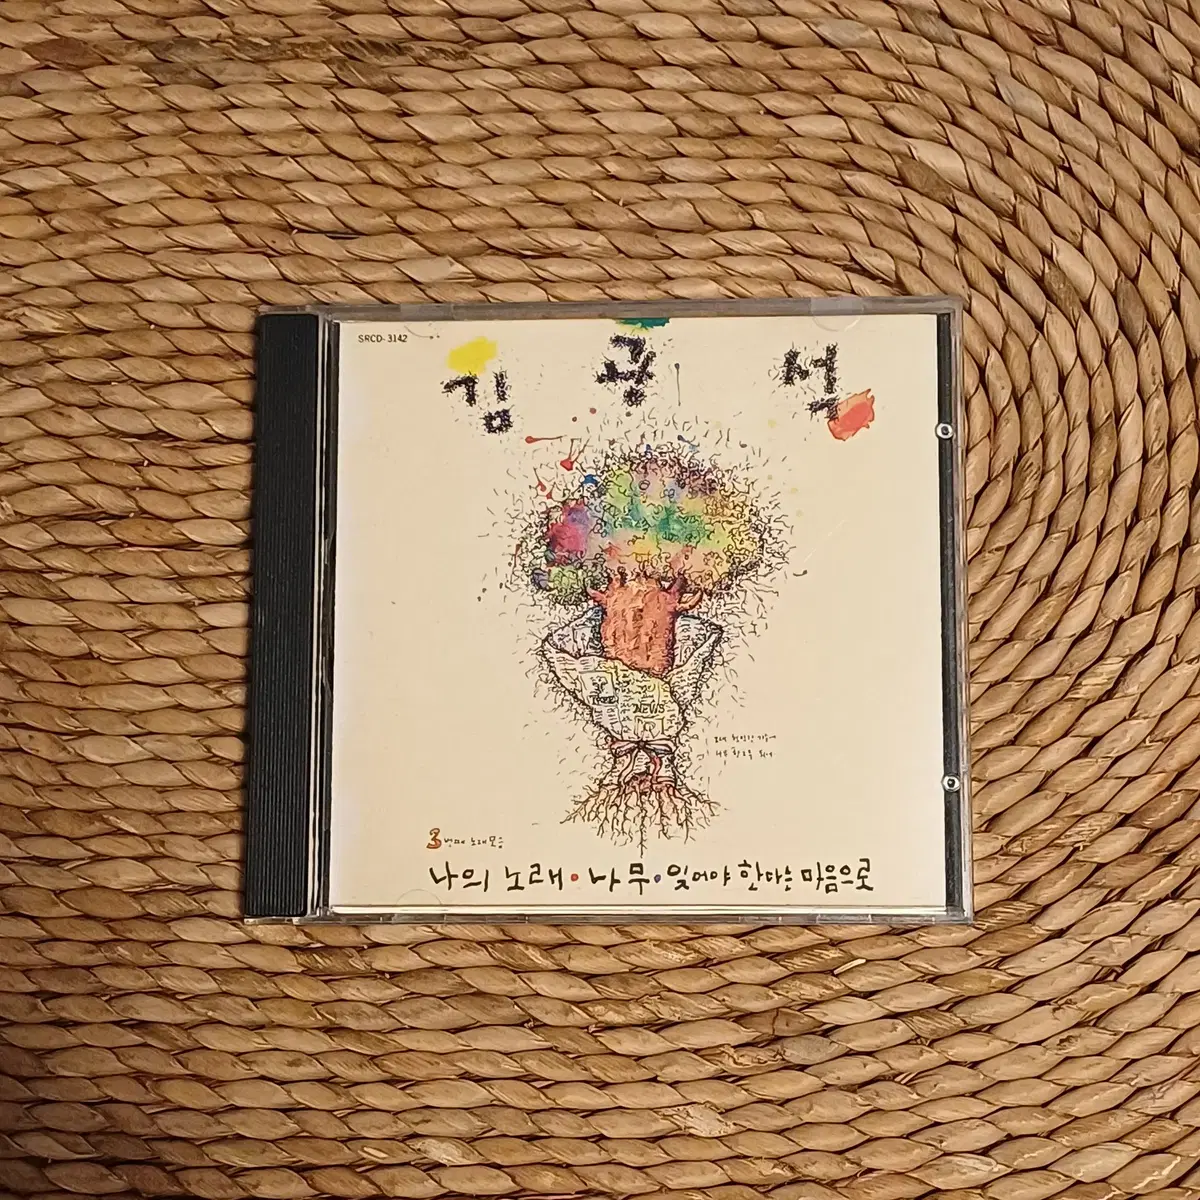 SRCD-3142
김 광 석
NEWS
3번째 노래모음
나의 노래·나무·잊어야 한다는 마음으로